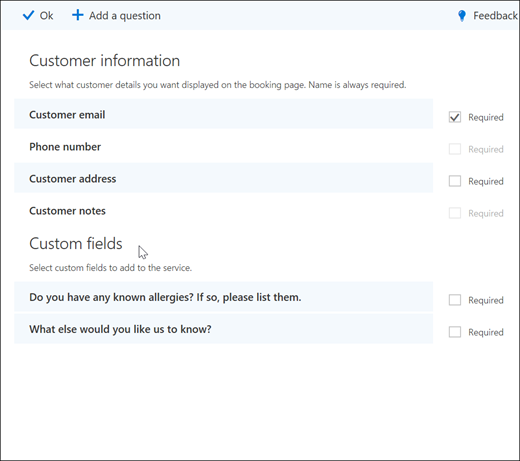 Ok Add a question Feedback
Customer information
Select what customer details you want displayed on the booking page. Name is always required.
Customer email Required
Phone number Required
Customer address Required
Customer notes Required
Custom fields
Select custom fields to add to the service.
Do you have any known allergies? If so, please list them. Required
What else would you like us to know? Required